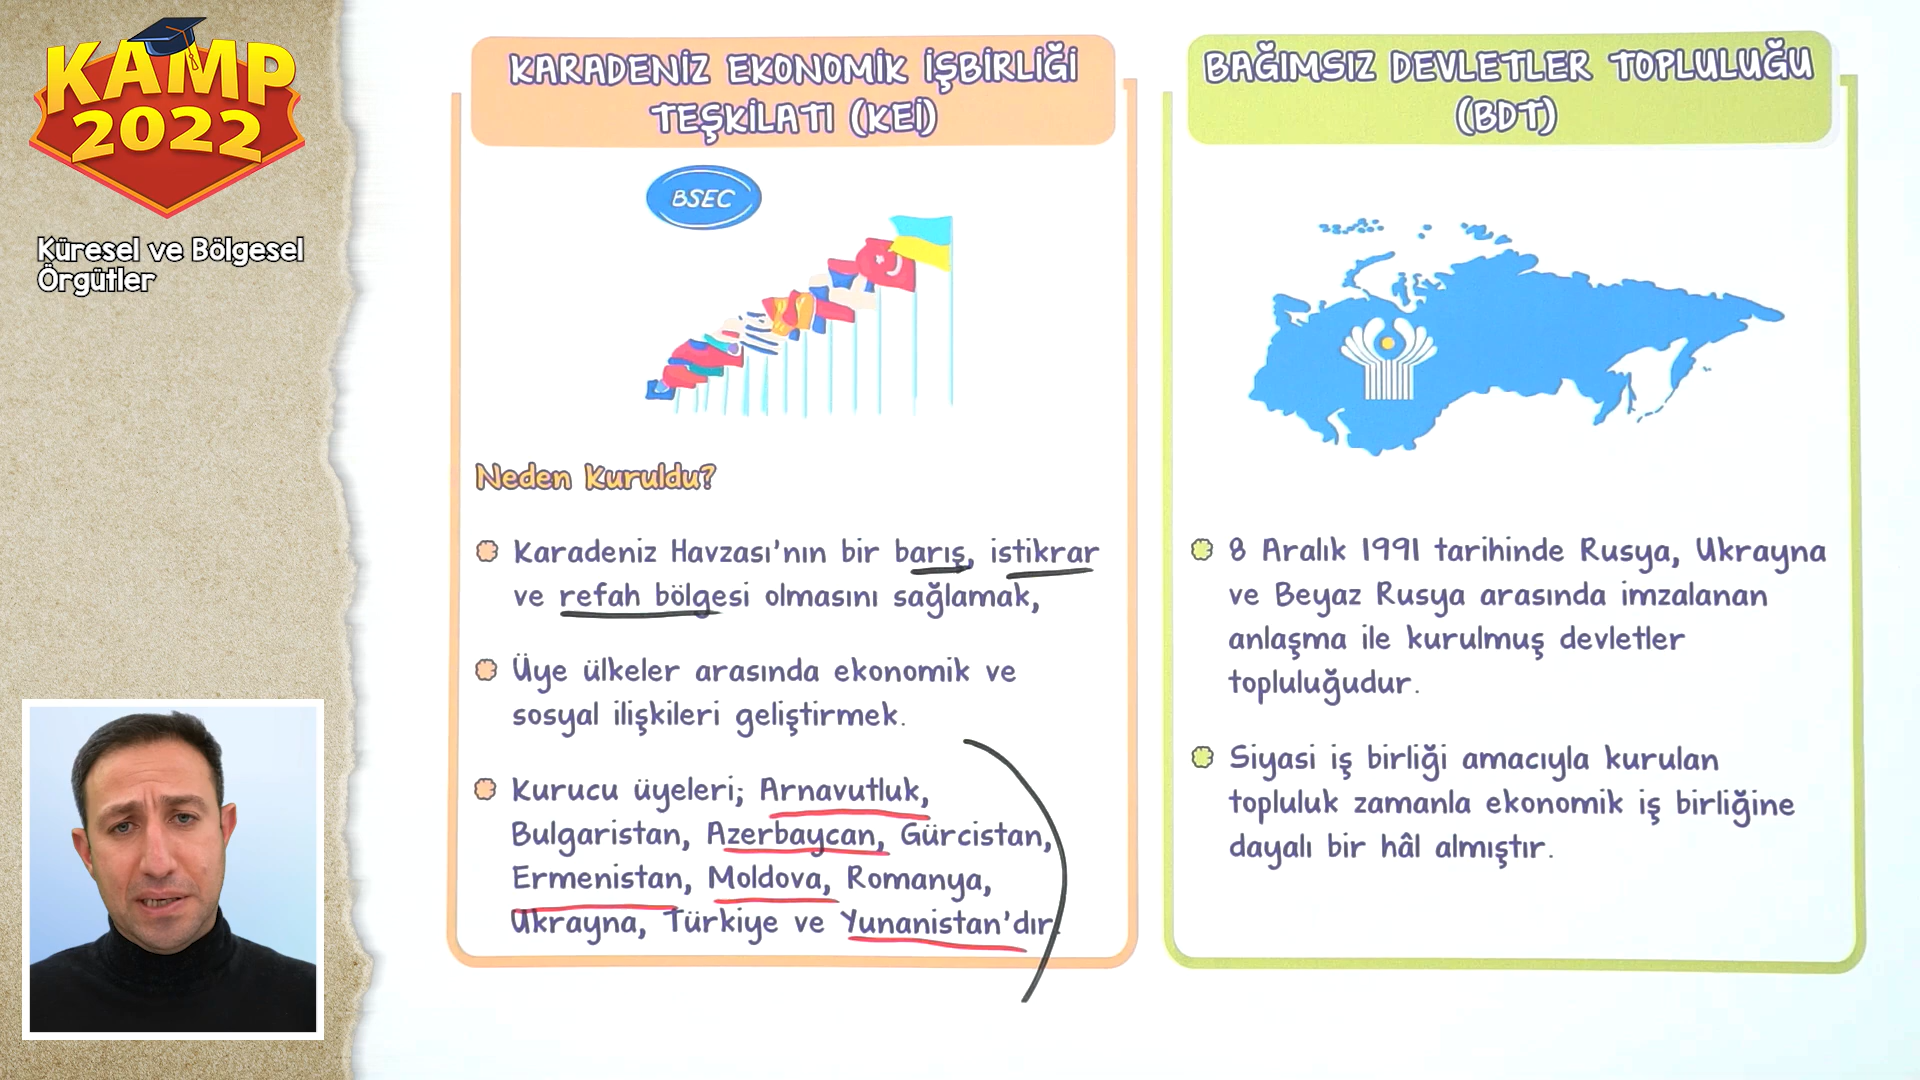 KAMP
2022
Küresel ve Bölgesel
Örgütler
KARADENİZ EKONOMİK İŞBİRLİĞİ
TEŞKİLATI (KEİ)
BSEC
Neden Kuruldu?
Karadeniz Havzası'nın bir barış, istikrar
ve refah bölgesi olmasını sağlamak,
Üye ülkeler arasında ekonomik ve
sosyal ilişkileri geliştirmek.
Kurucu üyeleri; Arnavutluk,
Bulgaristan, Azerbaycan, Gürcistan,
Ermenistan, Moldova, Romanya,
Ukrayna, Türkiye ve Yunanistan'dır.
BAĞIMSIZ DEVLETLER TOPLULUĞU
(BDT)
8 Aralık 1991 tarihinde Rusya, Ukrayna
ve Beyaz Rusya arasında imzalanan
anlaşma ile kurulmuş devletler
topluluğudur.
Siyasi iş birliği amacıyla kurulan
topluluk zamanla ekonomik iş birliğine
dayalı bir hâl almıştır.